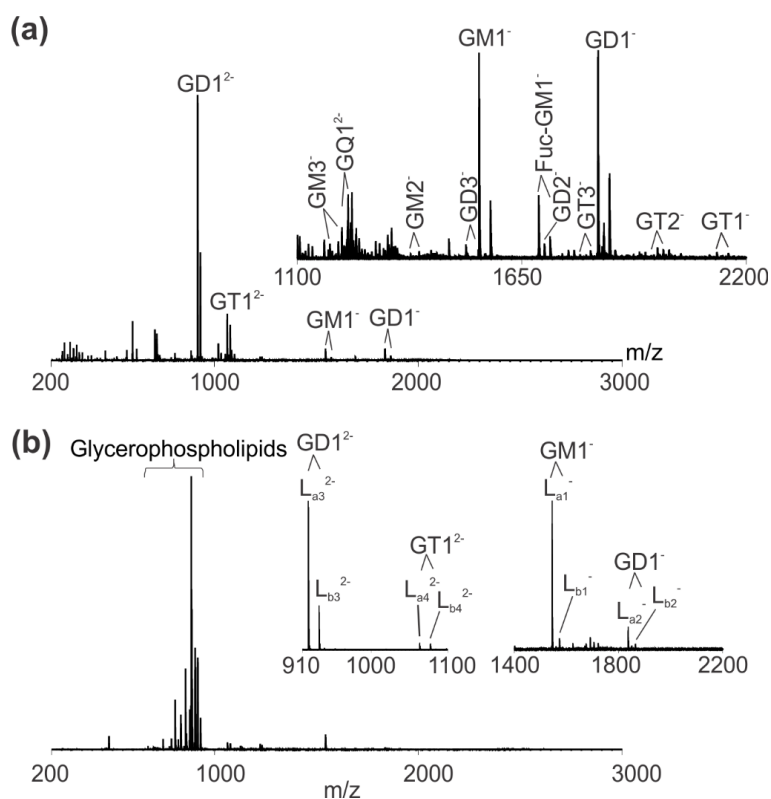 (a)
GD1²⁻
GT1²⁻
GM1⁻
GD1⁻
GM3⁻
GQ1²⁻
GM2⁻
GD3⁻
GM1⁻
Fuc-GM1⁻
GD2⁻
GT3⁻
GD1⁻
GT2⁻
GT1⁻
1100 1650 2200
m/z
200 1000 2000 3000
(b)
Glycerophospholipids
GD1²⁻
La3²⁻
Lb3²⁻
GT1²⁻
La4²⁻
Lb4²⁻
910 1000 1100
GM1⁻
La1⁻
Lb1⁻
GD1⁻
La2⁻
Lb2⁻
1400 1800 2200
200 1000 2000 3000
m/z